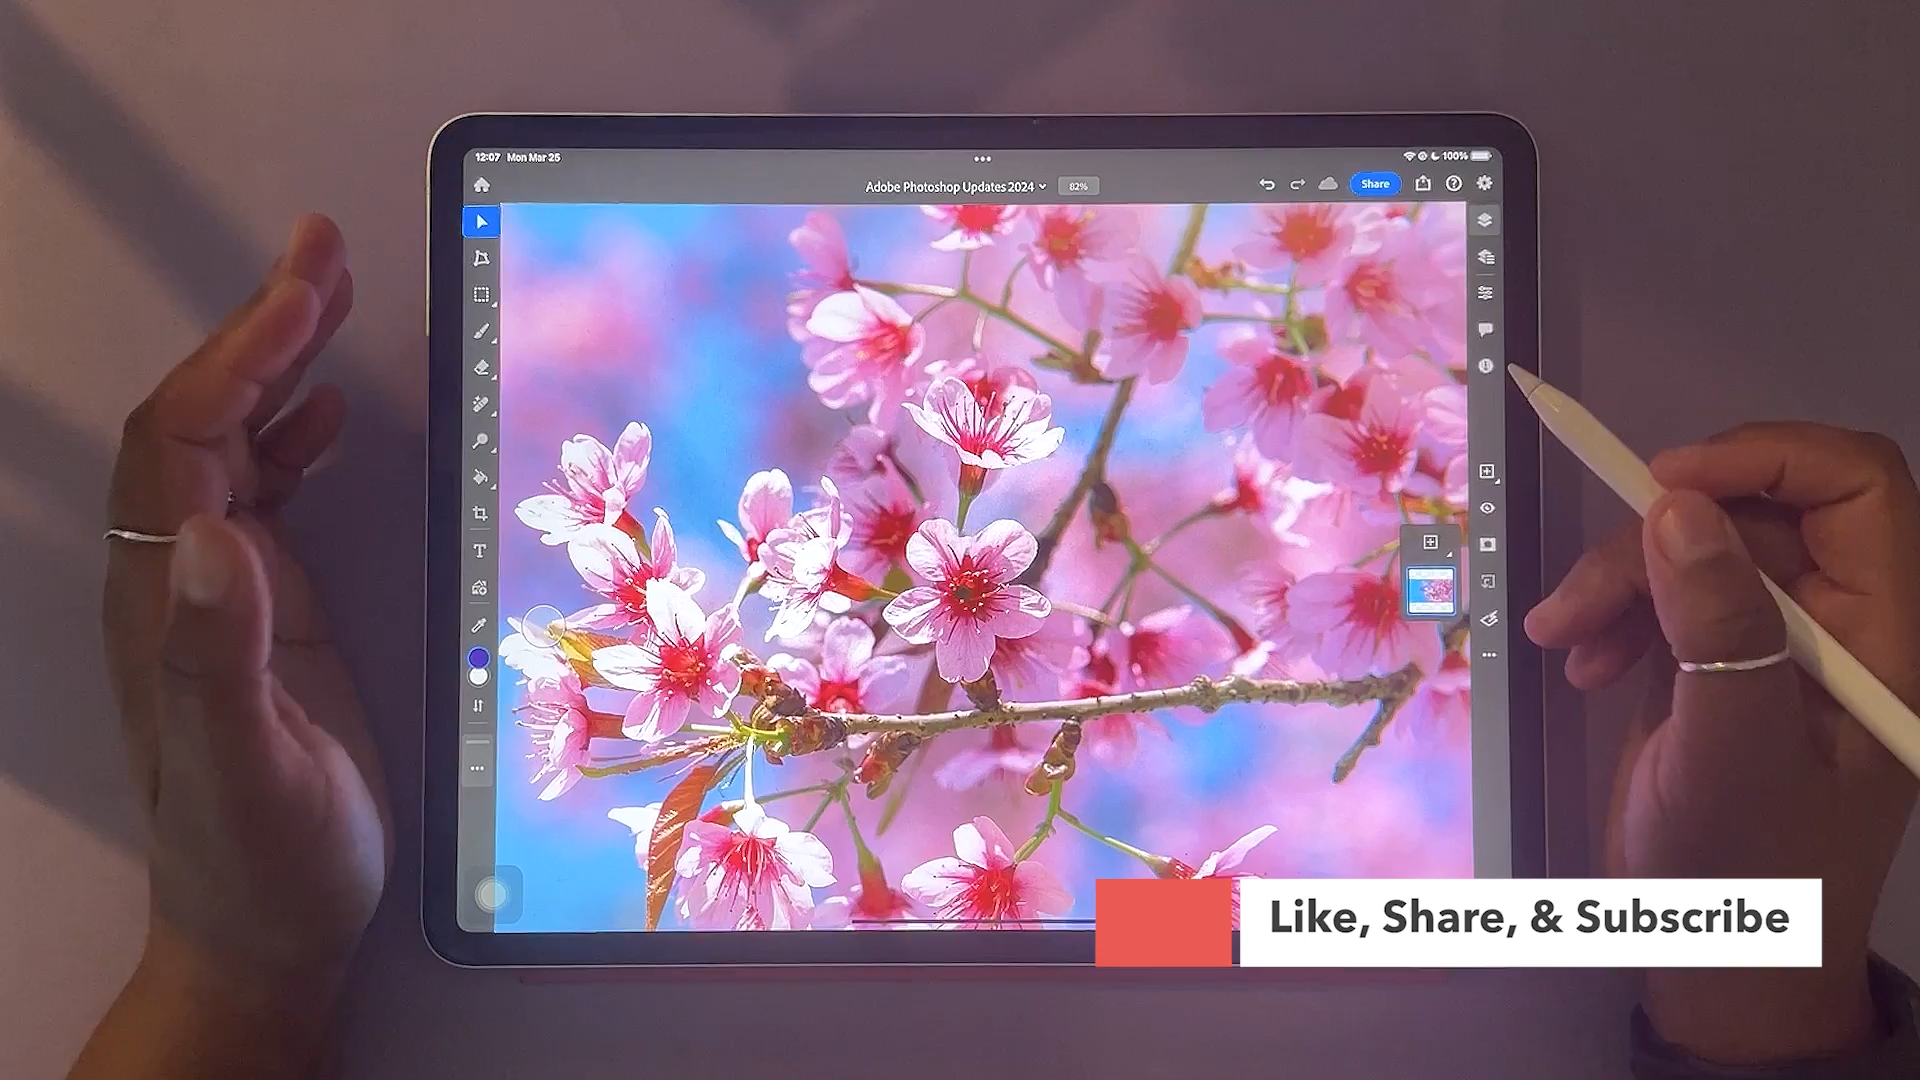 12:07 Mon Mar 25
100%
Adobe Photoshop Updates 2024
82%
Share
T
Like, Share, & Subscribe